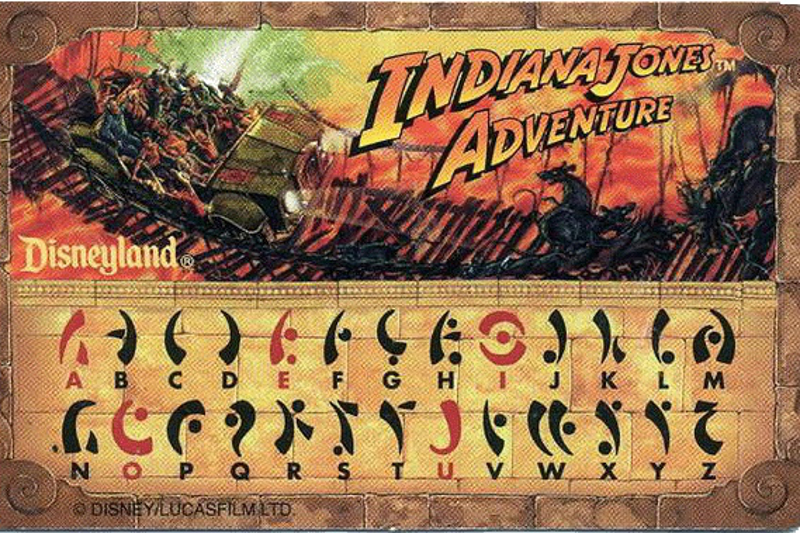 INDIANA JONES™
ADVENTURE
Disneyland®
A B C D E F G H I J K L M
N O P Q R S T U V W X Y Z
© DISNEY/LUCASFILM LTD.